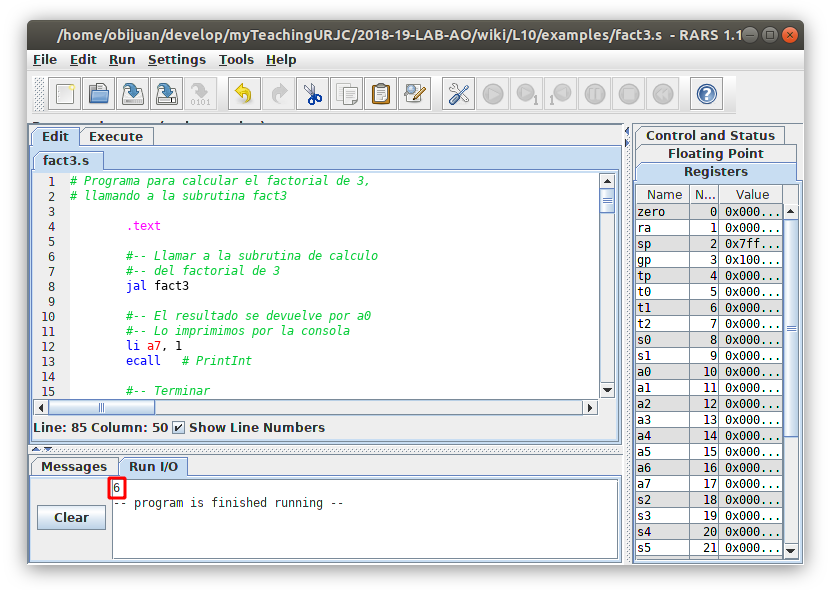 /home/obijuan/develop/myTeachingURJC/2018-19-LAB-AO/wiki/L10/examples/fact3.s - RARS 1.1
File Edit Run Settings Tools Help
Edit Execute
fact3.s
1 # Programa para calcular el factorial de 3,
2 # llamando a la subrutina fact3
3
4 .text
5
6 #-- Llamar a la subrutina de calculo
7 #-- del factorial de 3
8 jal fact3
9
10 #-- El resultado se devuelve por a0
11 #-- Lo imprimimos por la consola
12 li a7, 1
13 ecall # PrintInt
14
15 #-- Terminar
Line: 85 Column: 50 Show Line Numbers
Messages Run I/O
Clear
6
-- program is finished running --
Control and Status
Floating Point
Registers
Name N... Value
zero 0 0x000...
ra 1 0x000...
sp 2 0x7ff...
gp 3 0x100...
tp 4 0x000...
t0 5 0x000...
t1 6 0x000...
t2 7 0x000...
s0 8 0x000...
s1 9 0x000...
a0 10 0x000...
a1 11 0x000...
a2 12 0x000...
a3 13 0x000...
a4 14 0x000...
a5 15 0x000...
a6 16 0x000...
a7 17 0x000...
s2 18 0x000...
s3 19 0x000...
s4 20 0x000...
s5 21 0x000...